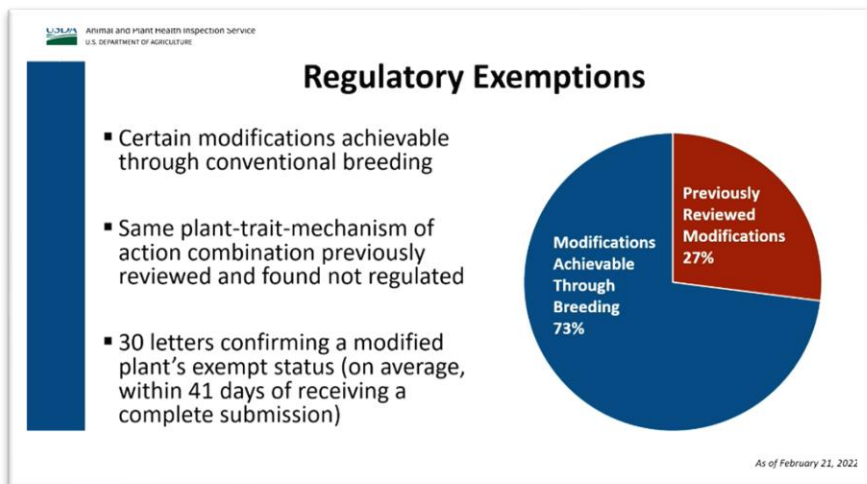 USDA Animal and Plant Health Inspection Service
U.S. DEPARTMENT OF AGRICULTURE
Regulatory Exemptions
▪ Certain modifications achievable
through conventional breeding
▪ Same plant-trait-mechanism of
action combination previously
reviewed and found not regulated
▪ 30 letters confirming a modified
plant's exempt status (on average,
within 41 days of receiving a
complete submission)
Previously
Reviewed
Modifications
27%
Modifications
Achievable
Through
Breeding
73%
As of February 21, 2022